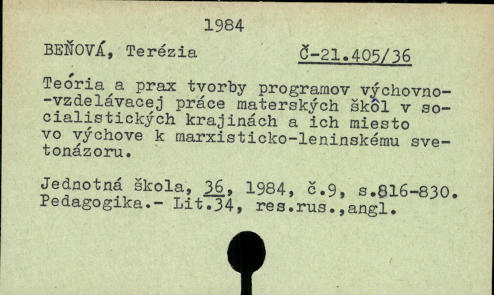 1984
BEŇOVÁ, Terézia Č-21.405/36
Teória a prax tvorby programov výchovno-
-vzdelávacej práce materských škôl v so-
cialistických krajinách a ich miesto
vo výchove k marxisticko-leninskému sve-
tonázoru.
Jednotná škola, 36, 1984, č.9, s.816-830.
Pedagogika.- Lit.34, res.rus.,angl.